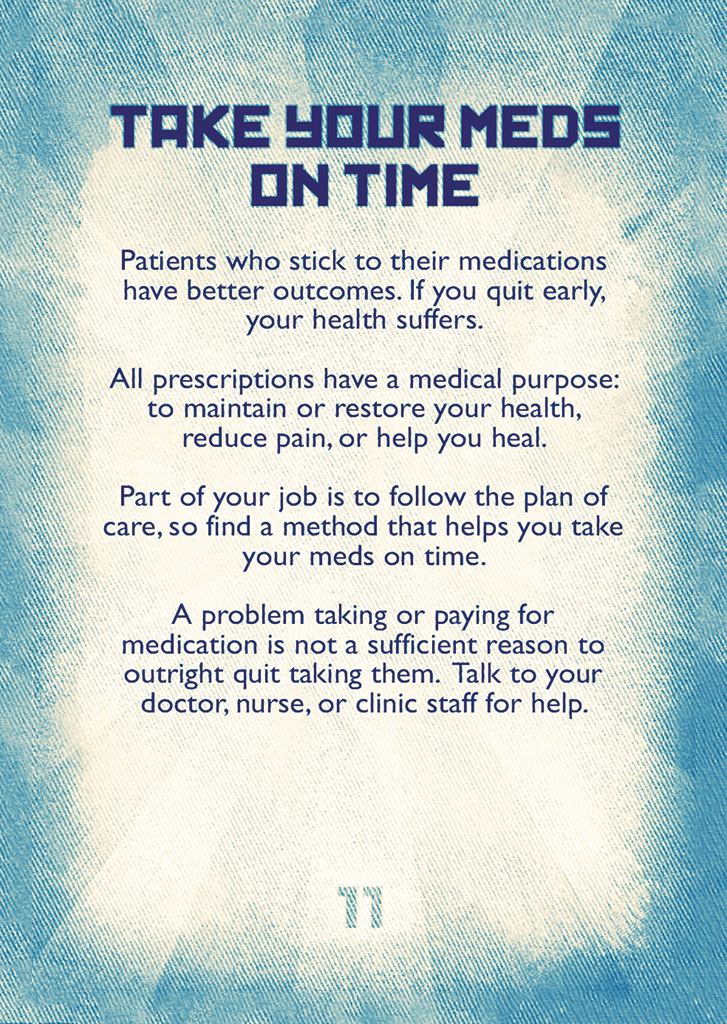 TAKE YOUR MEDS
ON TIME
Patients who stick to their medications
have better outcomes. If you quit early,
your health suffers.
All prescriptions have a medical purpose:
to maintain or restore your health,
reduce pain, or help you heal.
Part of your job is to follow the plan of
care, so find a method that helps you take
your meds on time.
A problem taking or paying for
medication is not a sufficient reason to
outright quit taking them.  Talk to your
doctor, nurse, or clinic staff for help.
11